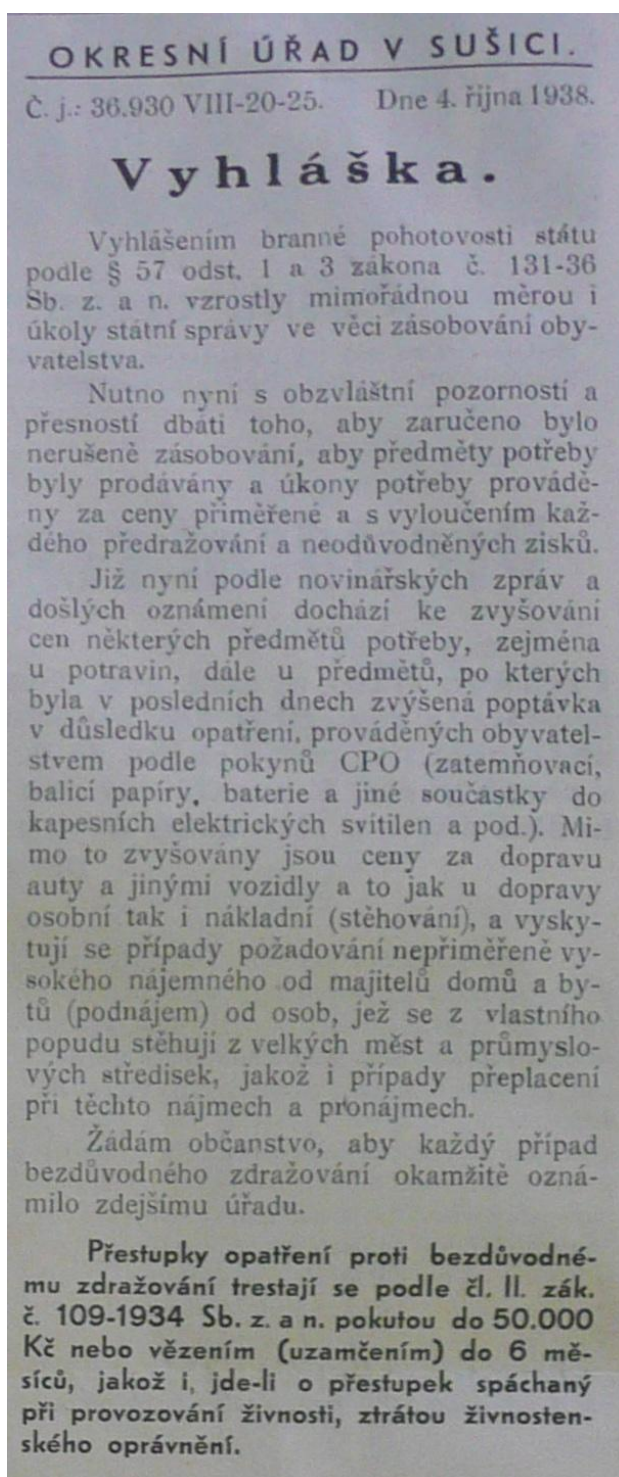 OKRESNÍ ÚŘAD V SUŠICI.
Č. j.: 36.930 VIII-20-25. Dne 4. října 1938.
Vyhláška.
Vyhlášením branné pohotovosti státu
podle § 57 odst. 1 a 3 zákona č. 131-36
Sb. z. a n. vzrostly mimořádnou měrou i
úkoly státní správy ve věci zásobování oby-
vatelstva.
Nutno nyní s obzvláštní pozorností a
přesností dbáti toho, aby zaručeno bylo
nerušené zásobování, aby předměty potřeby
byly prodávány a úkony potřeby prováдě-
ny za ceny přiměřené a s vyloučením kaž-
dého předražování a neodůvodněných zisků.
Již nyní podle novinářských zpráv a
došlých oznámení dochází ke zvyšování
cen některých předmětů potřeby, zejména
u potravin, dále u předmětů, po kterých
byla v posledních dnech zvýšená poptávka
v důsledku opatření, prováděných obyvatel-
stvem podle pokynů CPO (zatemňovací,
balicí papíry, baterie a jiné součástky do
kapesních elektrických svítilen a pod.). Mi-
mo to zvyšovány jsou ceny za dopravu
auty a jinými vozidly a to jak u dopravy
osobní tak i nákladní (stěhování), a vysky-
tují se případy požadování nepřiměřeně vy-
sokého nájemného od majitelů domů a by-
tů (podnájem) od osob, jež se z vlastního
popudu stěhují z velkých měst a průmyslo-
vých středisek, jakož i případy přeplacení
při těchto nájmech a pronájmech.
Žádám občanstvo, aby každý případ
bezdůvodného zdražování okamžitě ozná-
milo zdejšímu úřadu.
Přestupky opatření proti bezdůvodné-
mu zdražování trestají se podle čl. II. zák.
č. 109-1934 Sb. z. a n. pokutou do 50.000
Kč nebo vězením (uzamčením) do 6 mě-
síců, jakož i, jde-li o přestupek spáchaný
při provozování živnosti, ztrátou živnosten-
ského oprávnění.